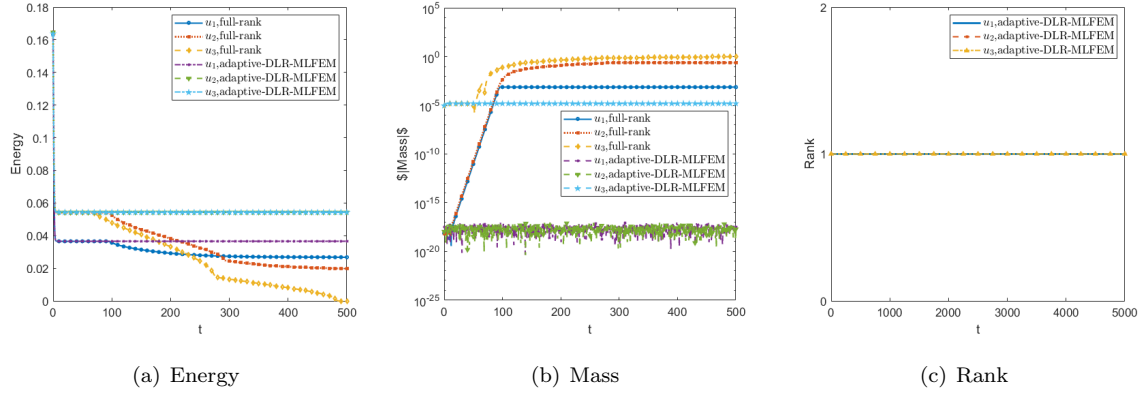 0.18
0.16
0.14
0.12
0.1
0.08
0.06
0.04
0.02
0
Energy
0 100 200 300 400 500
t
u₁,full-rank
u₂,full-rank
u₃,full-rank
u₁,adaptive-DLR-MLFEM
u₂,adaptive-DLR-MLFEM
u₃,adaptive-DLR-MLFEM
(a) Energy
10⁵
10⁰
10⁻⁵
10⁻¹⁰
10⁻¹⁵
10⁻²⁰
10⁻²⁵
$|Mass|$
0 100 200 300 400 500
t
u₁,full-rank
u₂,full-rank
u₃,full-rank
u₁,adaptive-DLR-MLFEM
u₂,adaptive-DLR-MLFEM
u₃,adaptive-DLR-MLFEM
(b) Mass
2
1
0
Rank
0 1000 2000 3000 4000 5000
t
u₁,adaptive-DLR-MLFEM
u₂,adaptive-DLR-MLFEM
u₃,adaptive-DLR-MLFEM
(c) Rank